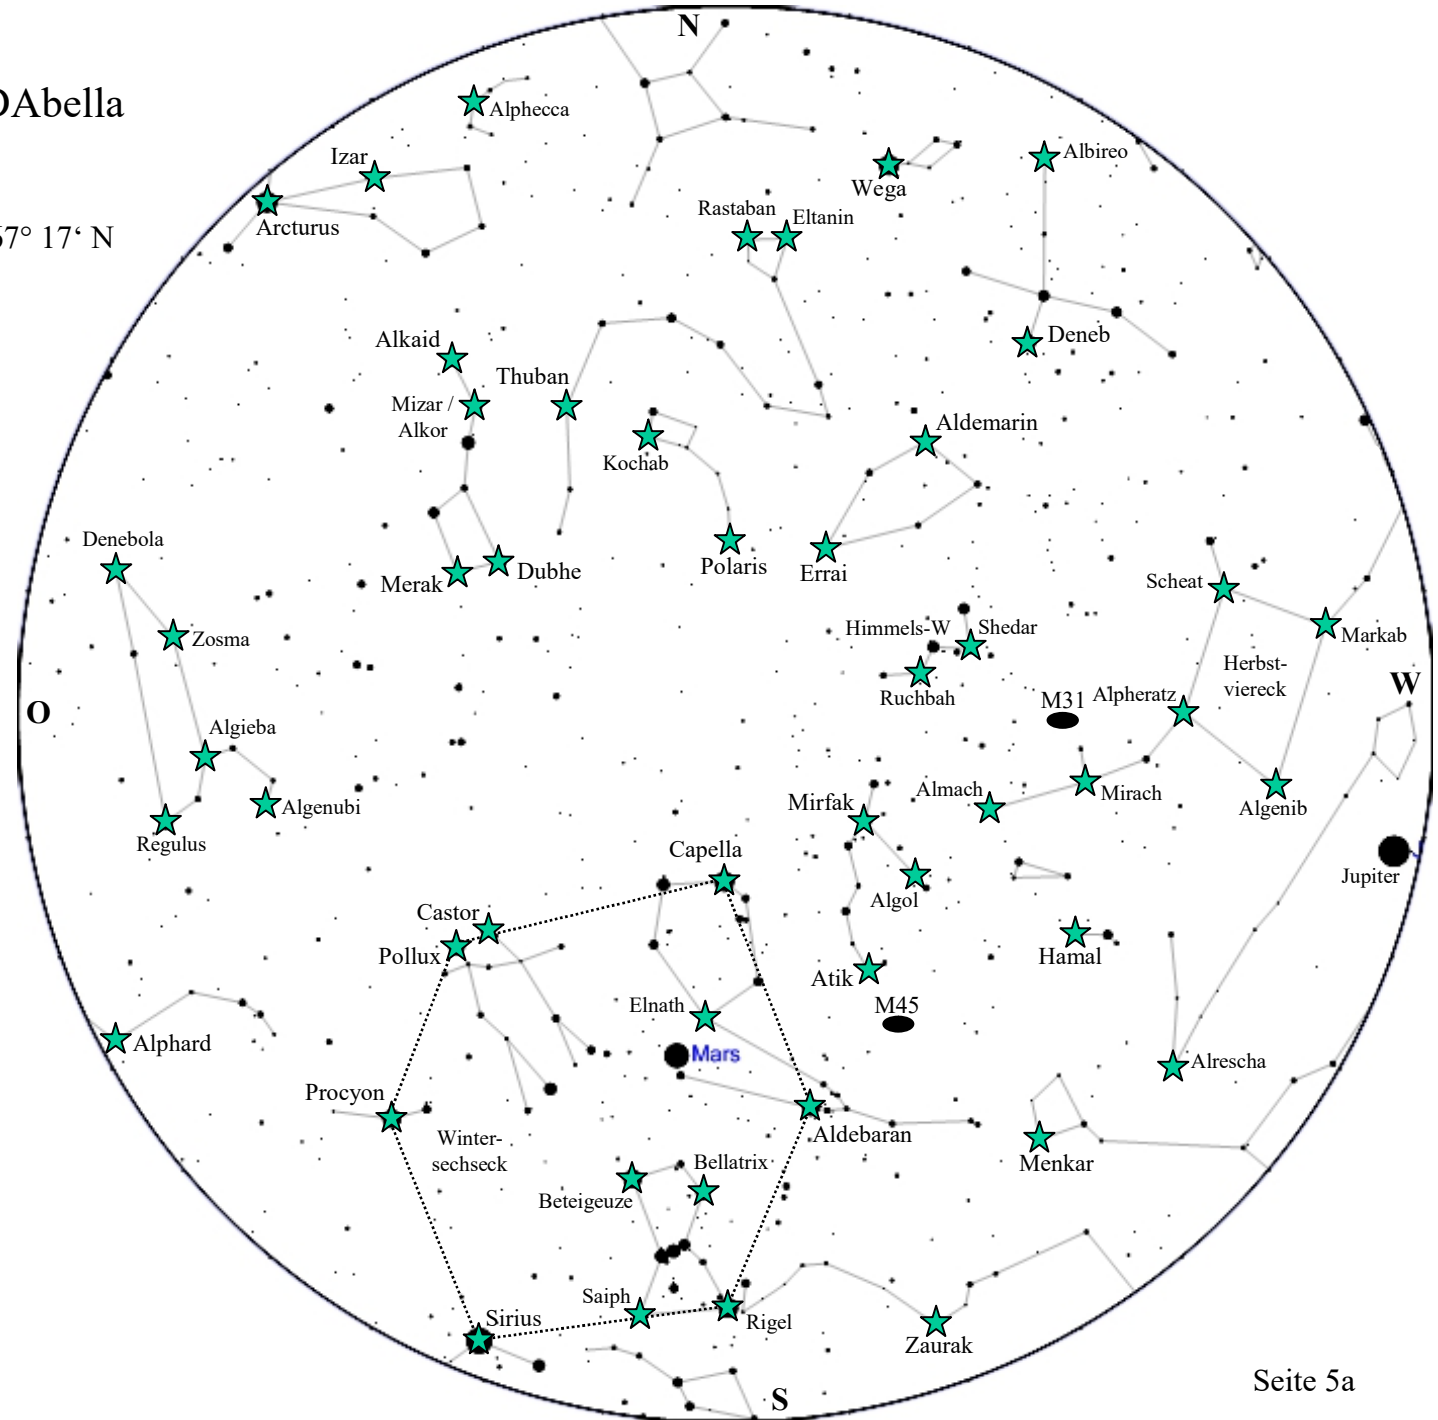 N
DAbella
Alphecca
Izar
Albireo
Wega
Arcturus
Rastaban
Eltanin
57° 17‘ N
Alkaid
Deneb
Thuban
Mizar /
Alkor
Aldemarin
Kochab
Denebola
Polaris
Errai
Dubhe
Merak
Scheat
Zosma
Himmels-W
Shedar
Markab
Herbst-
viereck
Ruchbah
M31
Alpheratz
W
O
Algieba
Algenubi
Mirfak
Almach
Mirach
Algenib
Regulus
Capella
Jupiter
Castor
Algol
Pollux
Hamal
Atik
Elnath
M45
Alphard
Mars
Alrescha
Procyon
Winter-
sechseck
Aldebaran
Bellatrix
Menkar
Beteigeuze
Saiph
Sirius
Rigel
Zaurak
Seite 5a
S